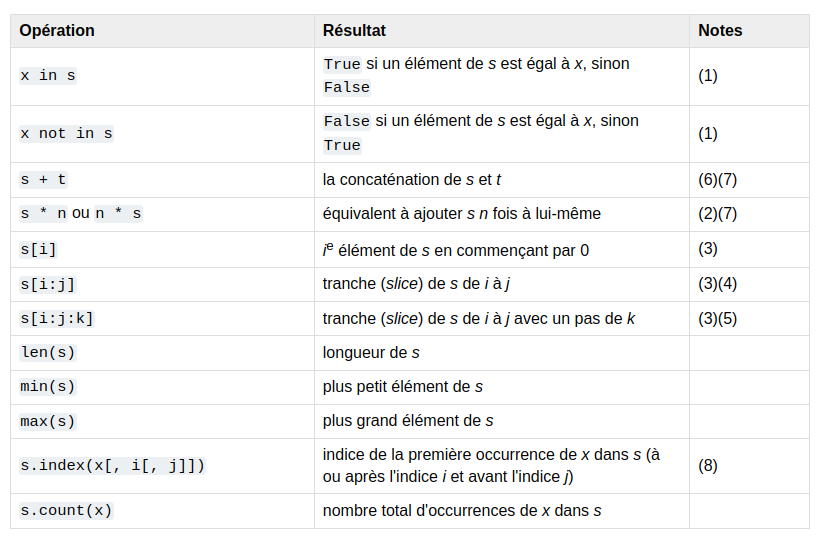 Opération Résultat Notes
x in s True si un élément de s est égal à x, sinon (1)
False
x not in s False si un élément de s est égal à x, sinon (1)
True
s + t la concaténation de s et t (6)(7)
s * n ou n * s équivalent à ajouter s n fois à lui-même (2)(7)
s[i] ie élément de s en commençant par 0 (3)
s[i:j] tranche (slice) de s de i à j (3)(4)
s[i:j:k] tranche (slice) de s de i à j avec un pas de k (3)(5)
len(s) longueur de s
min(s) plus petit élément de s
max(s) plus grand élément de s
s.index(x[, i[, j]]) indice de la première occurrence de x dans s (à (8)
ou après l'indice i et avant l'indice j)
s.count(x) nombre total d'occurrences de x dans s